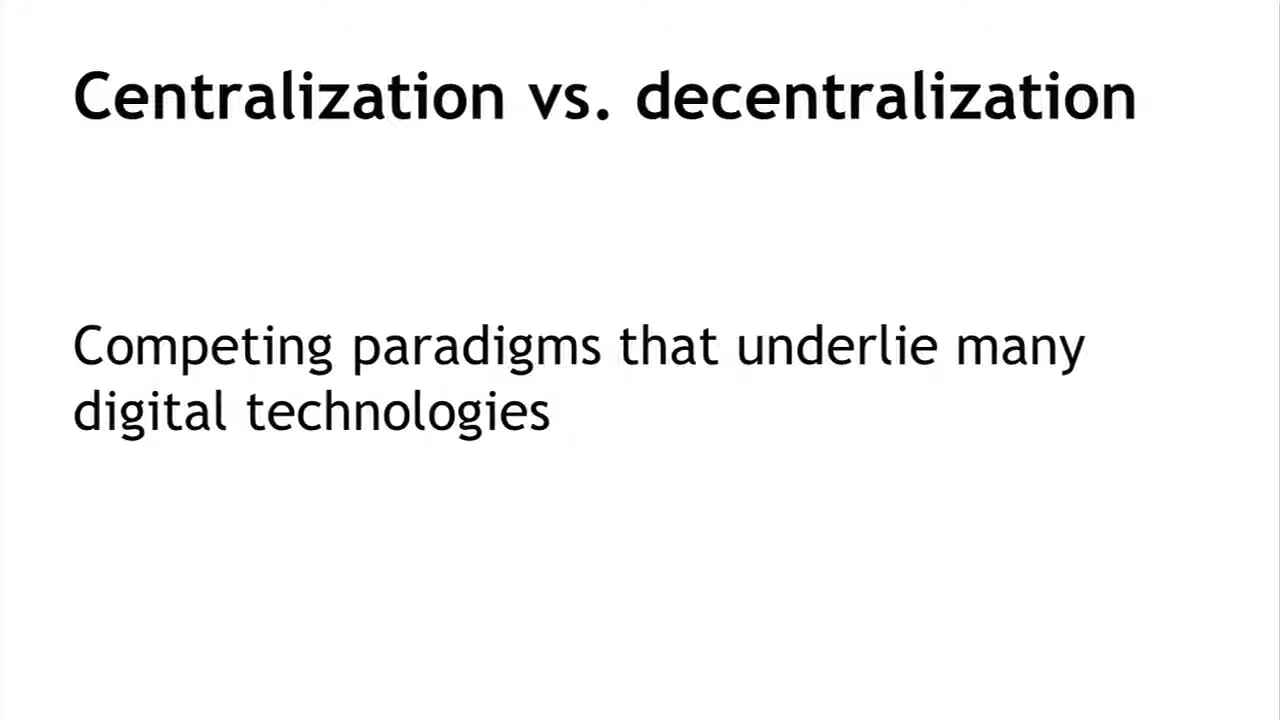 Centralization vs. decentralization
Competing paradigms that underlie many
digital technologies